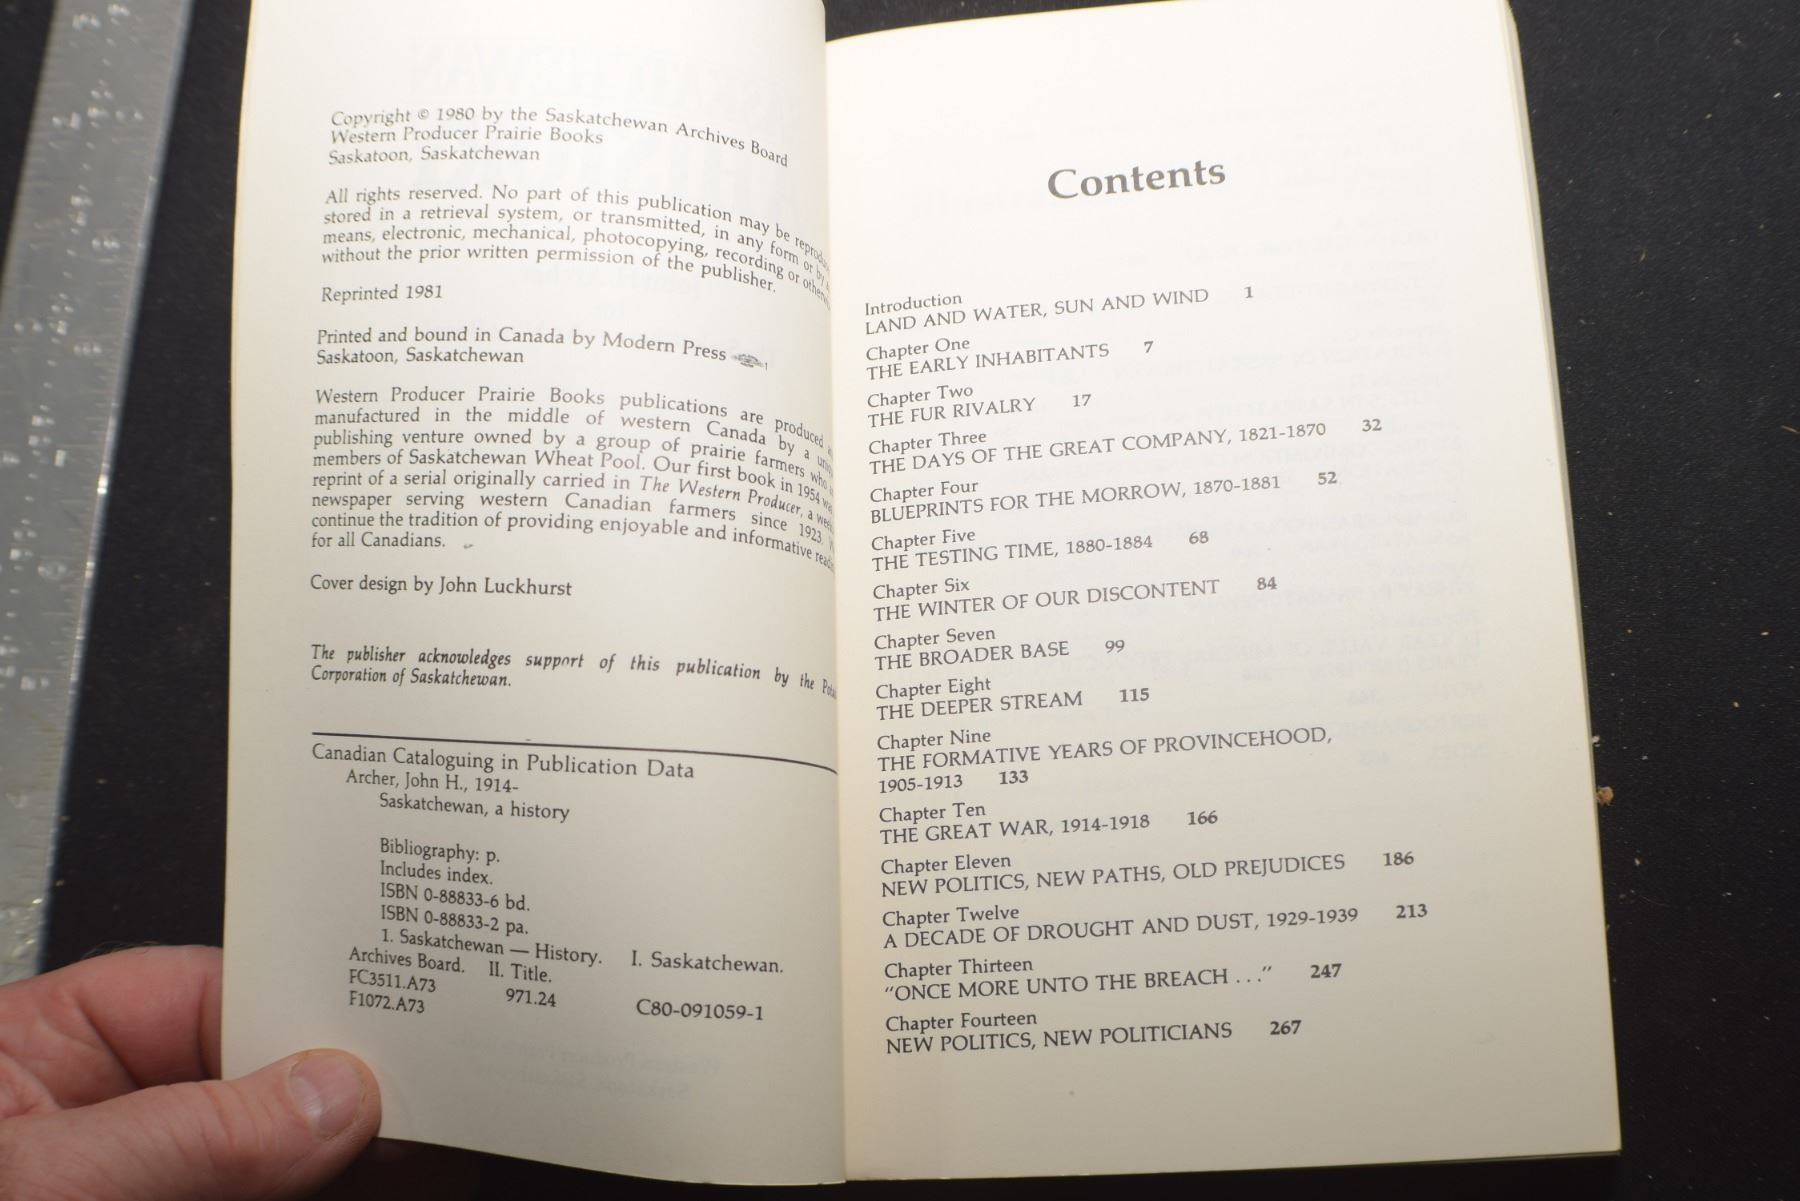 Copyright © 1980 by the Saskatchewan Archives Board
Western Producer Prairie Books
Saskatoon, Saskatchewan
All rights reserved. No part of this publication may be
stored in a retrieval system, or transmitted, in any form or by
means, electronic, mechanical, photocopying, recording or
without the prior written permission of the publisher.
Reprinted 1981
Printed and bound in Canada by Modern Press
Saskatoon, Saskatchewan
Western Producer Prairie Books publications are produced
manufactured in the middle of western Canada by a
publishing venture owned by a group of prairie farmers who
members of Saskatchewan Wheat Pool. Our first book in 1954
reprint of a serial originally carried in The Western Producer, a
newspaper serving western Canadian farmers since 1923.
continue the tradition of providing enjoyable and informative
for all Canadians.
Cover design by John Luckhurst
The publisher acknowledges support of this publication by the
Corporation of Saskatchewan.
Canadian Cataloguing in Publication Data
Archer, John H., 1914-
Saskatchewan, a history
Bibliography: p.
Includes index.
ISBN 0-88833-6 bd.
ISBN 0-88833-2 pa.
1. Saskatchewan — History. I. Saskatchewan.
Archives Board. II. Title.
FC3511.A73 971.24
F1072.A73 C80-091059-1
Contents
Introduction
LAND AND WATER, SUN AND WIND 1
Chapter One
THE EARLY INHABITANTS 7
Chapter Two
THE FUR RIVALRY 17
Chapter Three
THE DAYS OF THE GREAT COMPANY, 1821-1870 32
Chapter Four
BLUEPRINTS FOR THE MORROW, 1870-1881 52
Chapter Five
THE TESTING TIME, 1880-1884 68
Chapter Six
THE WINTER OF OUR DISCONTENT 84
Chapter Seven
THE BROADER BASE 99
Chapter Eight
THE DEEPER STREAM 115
Chapter Nine
THE FORMATIVE YEARS OF PROVINCEHOOD,
1905-1913 133
Chapter Ten
THE GREAT WAR, 1914-1918 166
Chapter Eleven
NEW POLITICS, NEW PATHS, OLD PREJUDICES 186
Chapter Twelve
A DECADE OF DROUGHT AND DUST, 1929-1939 213
Chapter Thirteen
"ONCE MORE UNTO THE BREACH . . ." 247
Chapter Fourteen
NEW POLITICS, NEW POLITICIANS 267